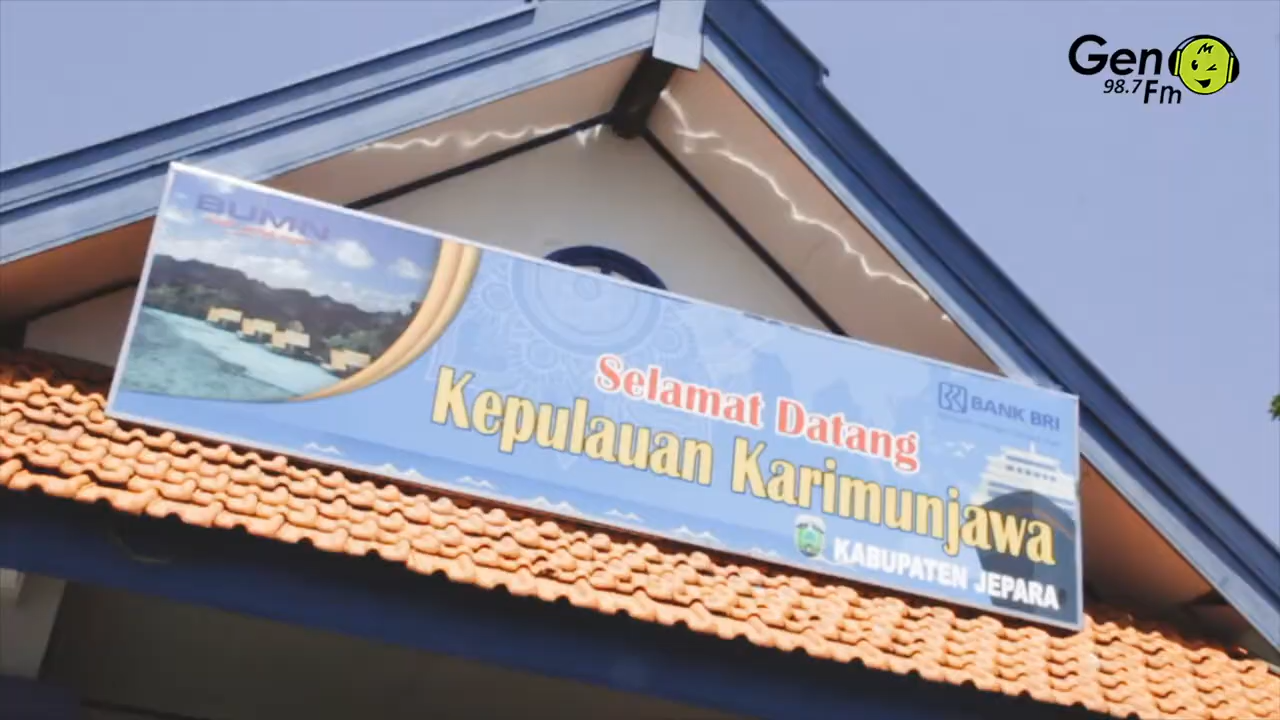 Gen
98.7 Fm
BUMN
Selamat Datang
BANK BRI
Kepulauan Karimunjawa
KABUPATEN JEPARA